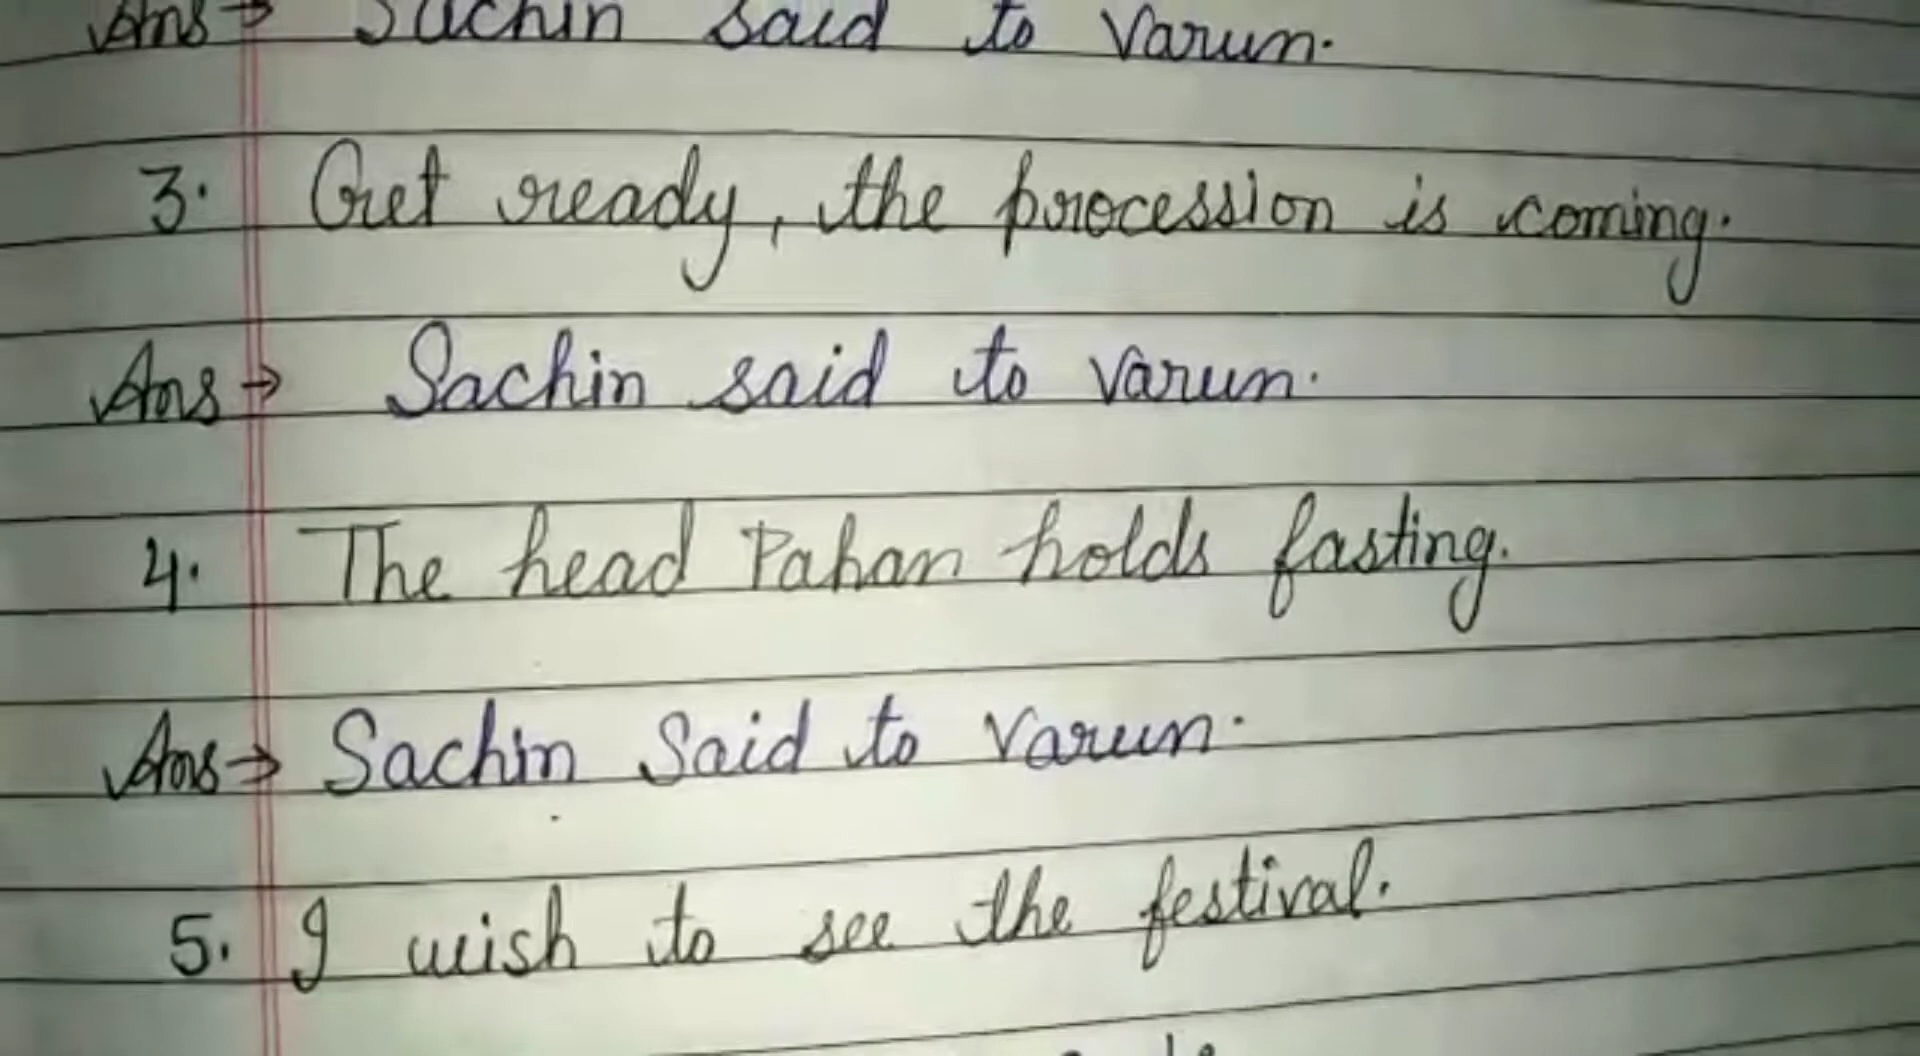 Ans → Sachin said to Varun.
3. Get ready, the procession is coming.
Ans → Sachin said to Varun.
4. The head Pahan holds fasting.
Ans → Sachin Said to Varun.
5. I wish to see the festival.